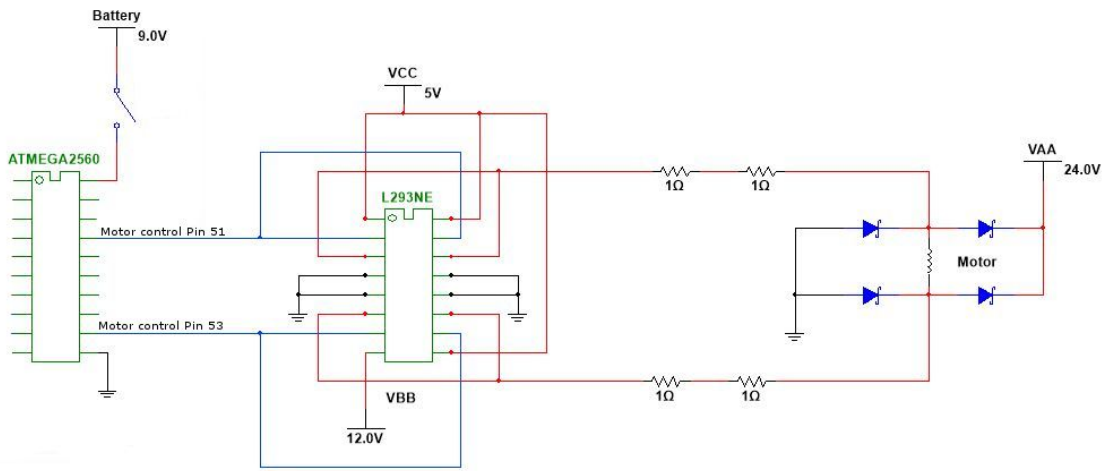 Battery
9.0V
VCC
5V
ATMEGA2560
VAA
24.0V
1Ω
1Ω
L293NE
Motor control Pin 51
Motor
Motor control Pin 53
1Ω
1Ω
VBB
12.0V